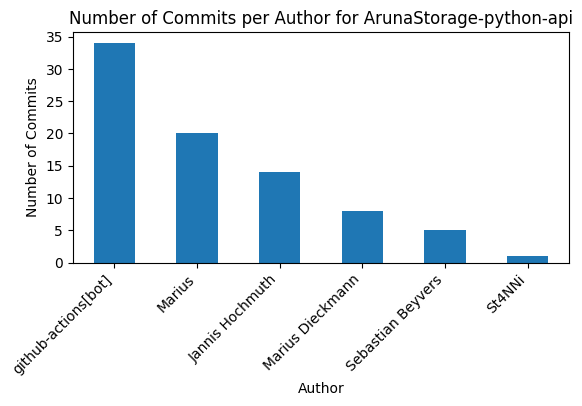 Number of Commits per Author for ArunaStorage-python-api
Number of Commits
35
30
25
20
15
10
5
0
github-actions[bot]
Marius
Jannis Hochmuth
Marius Dieckmann
Sebastian Beyvers
St4NNi
Author